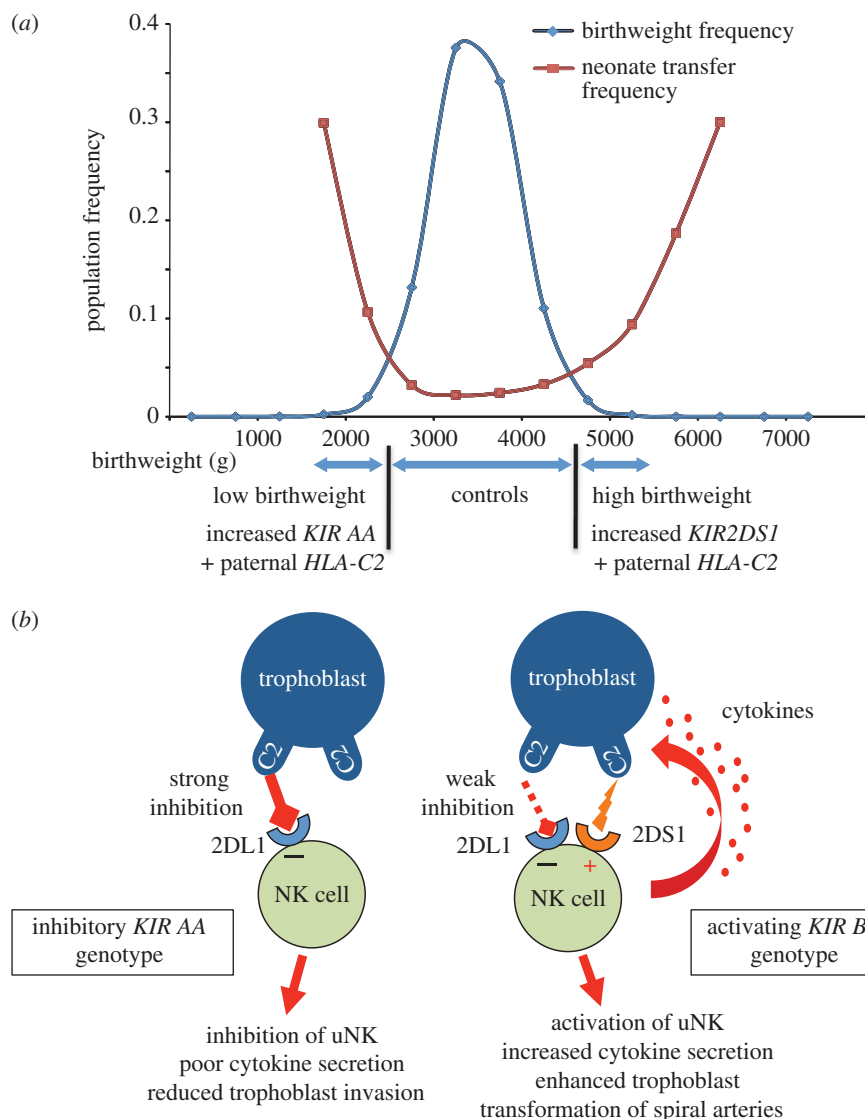 (a)
0.4
0.3
0.2
0.1
0
population frequency
birthweight frequency
neonate transfer
frequency
1000 2000 3000 4000 5000 6000 7000
birthweight (g)
low birthweight controls high birthweight
increased KIR AA increased KIR2DS1
+ paternal HLA-C2 + paternal HLA-C2
(b)
trophoblast
C2 C2
strong
inhibition
2DL1
−
NK cell
inhibitory KIR AA
genotype
inhibition of uNK
poor cytokine secretion
reduced trophoblast invasion
trophoblast
C2 C2
cytokines
weak
inhibition
2DL1 2DS1
− +
NK cell
activating KIR B
genotype
activation of uNK
increased cytokine secretion
enhanced trophoblast
transformation of spiral arteries